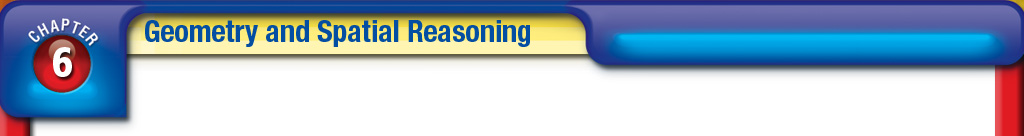 CHAPTER
6
Geometry and Spatial Reasoning